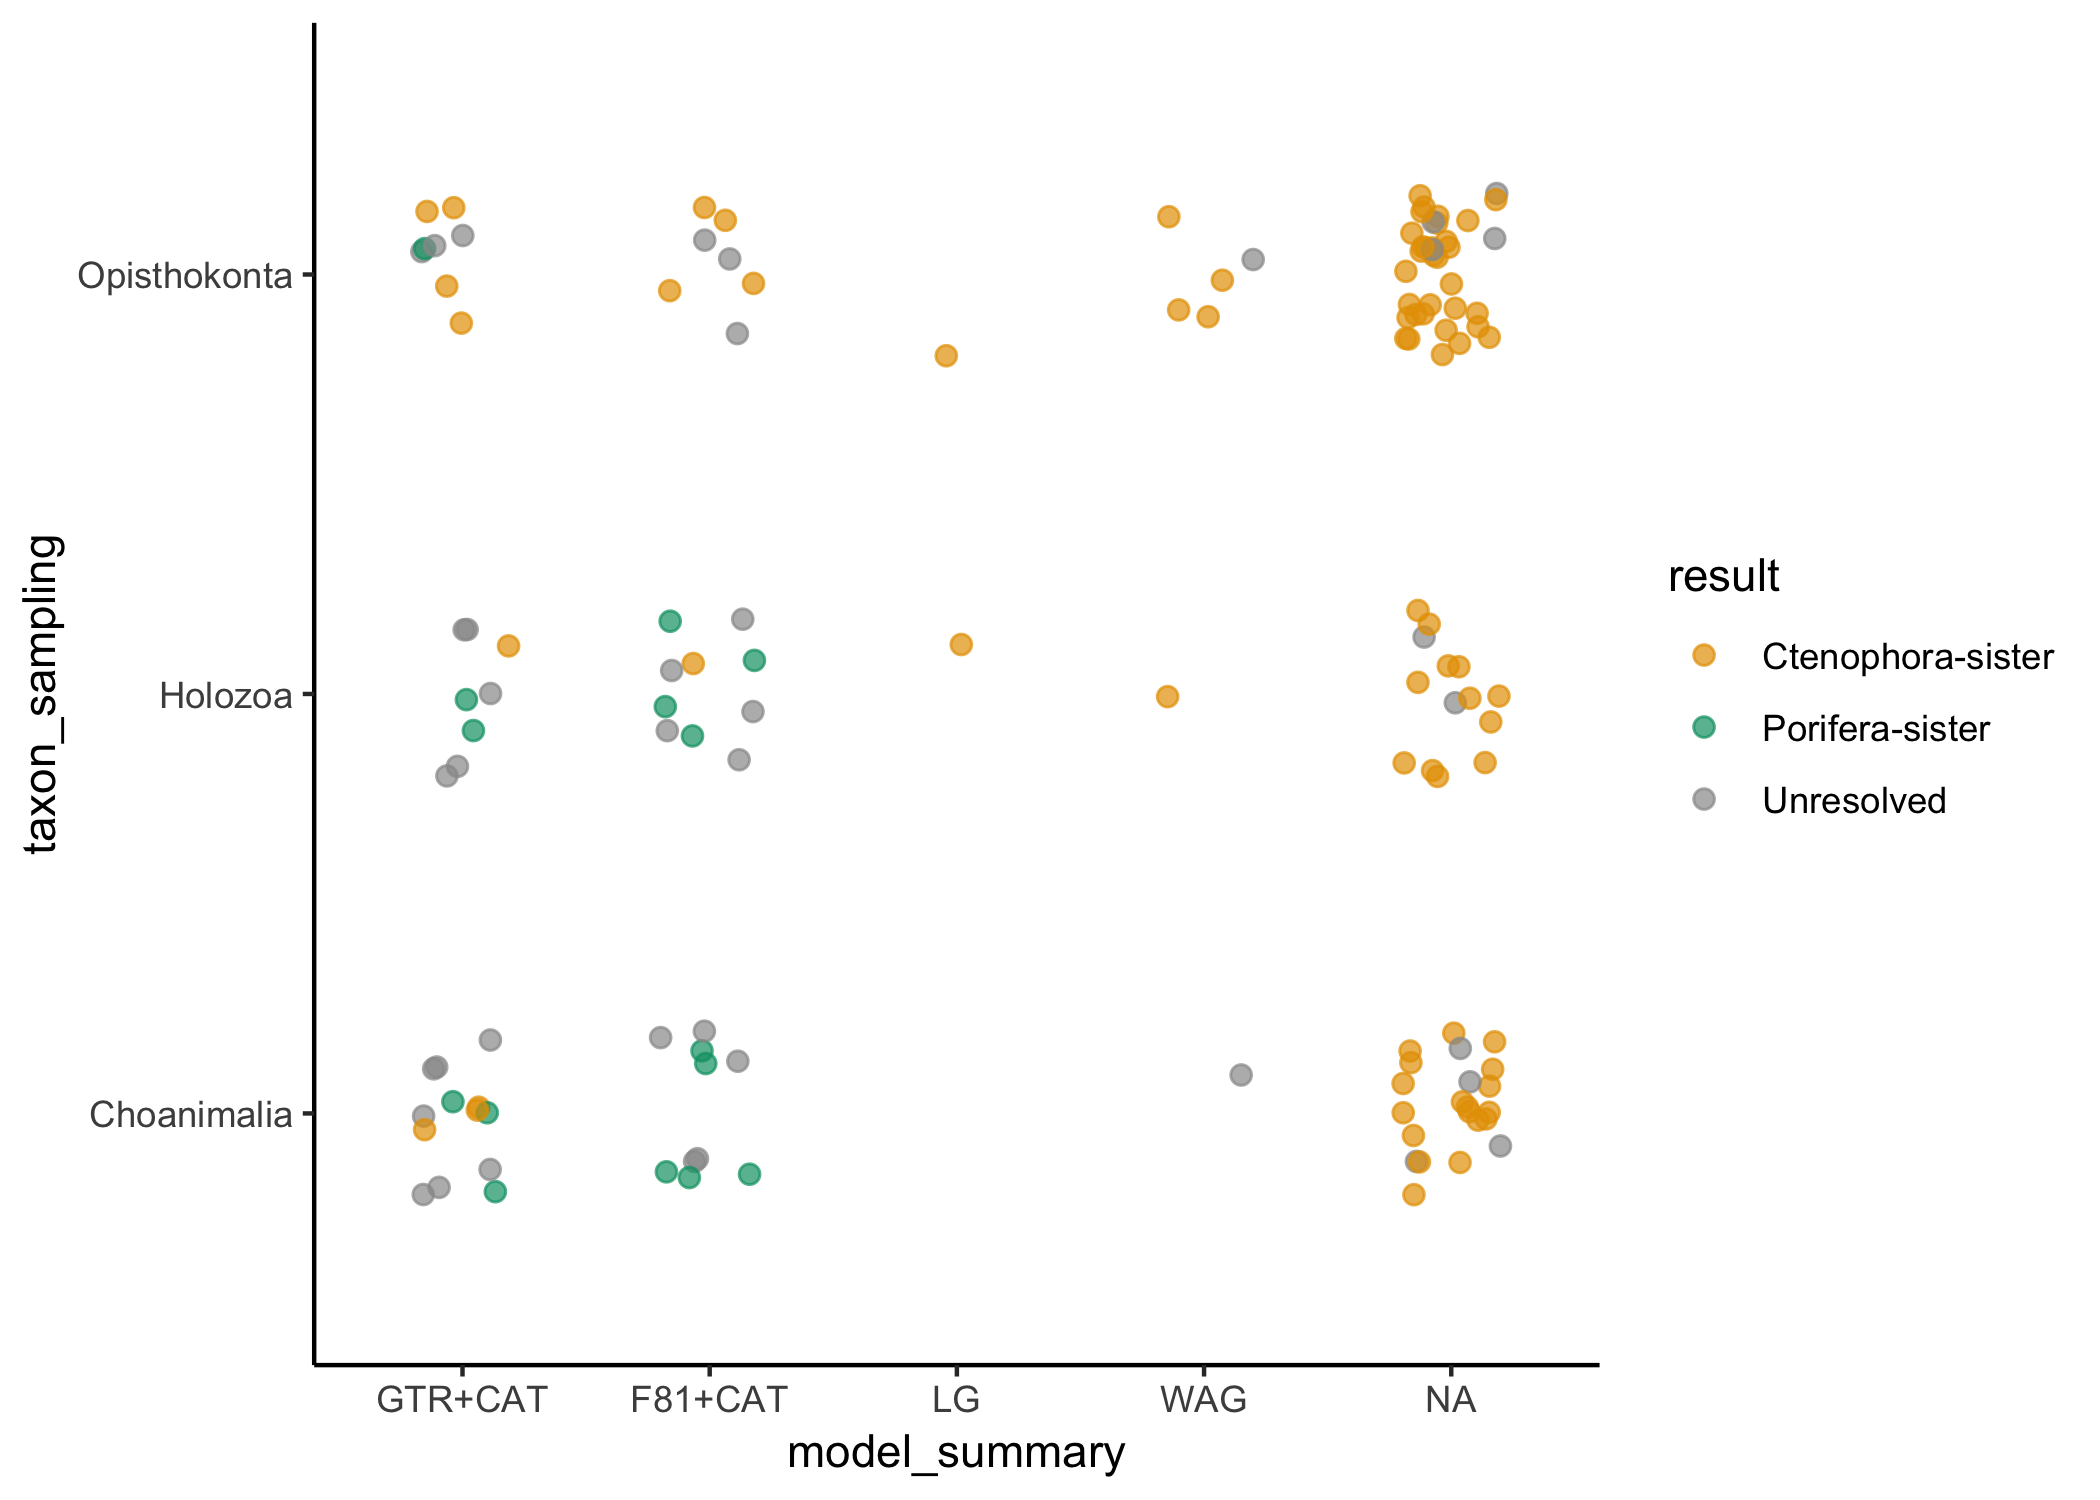 taxon_sampling
Opisthokonta
Holozoa
Choanimalia
GTR+CAT
F81+CAT
LG
WAG
NA
model_summary
result
Ctenophora-sister
Porifera-sister
Unresolved